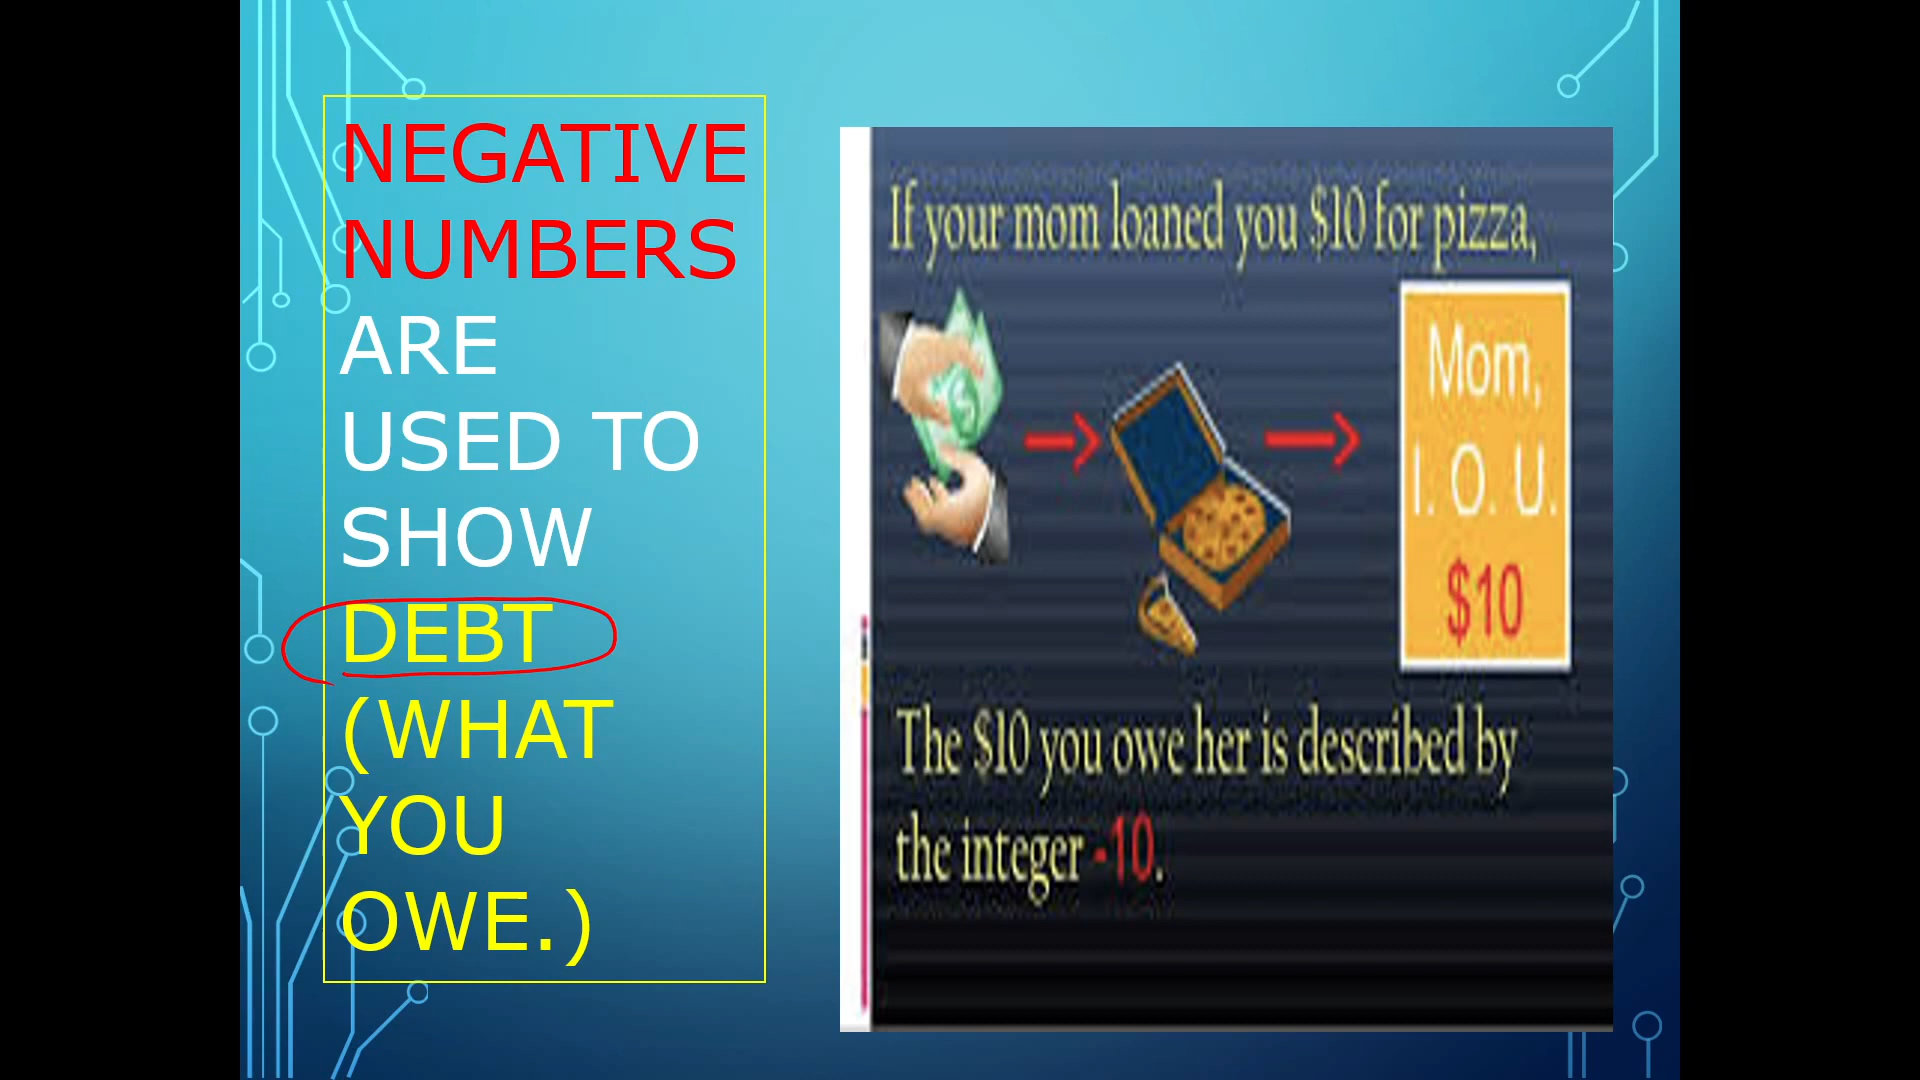 NEGATIVE
NUMBERS
ARE
USED TO
SHOW
DEBT
(WHAT
YOU
OWE.)
If your mom loaned you $10 for pizza,
Mom,
I. O. U.
$10
The $10 you owe her is described by
the integer -10.